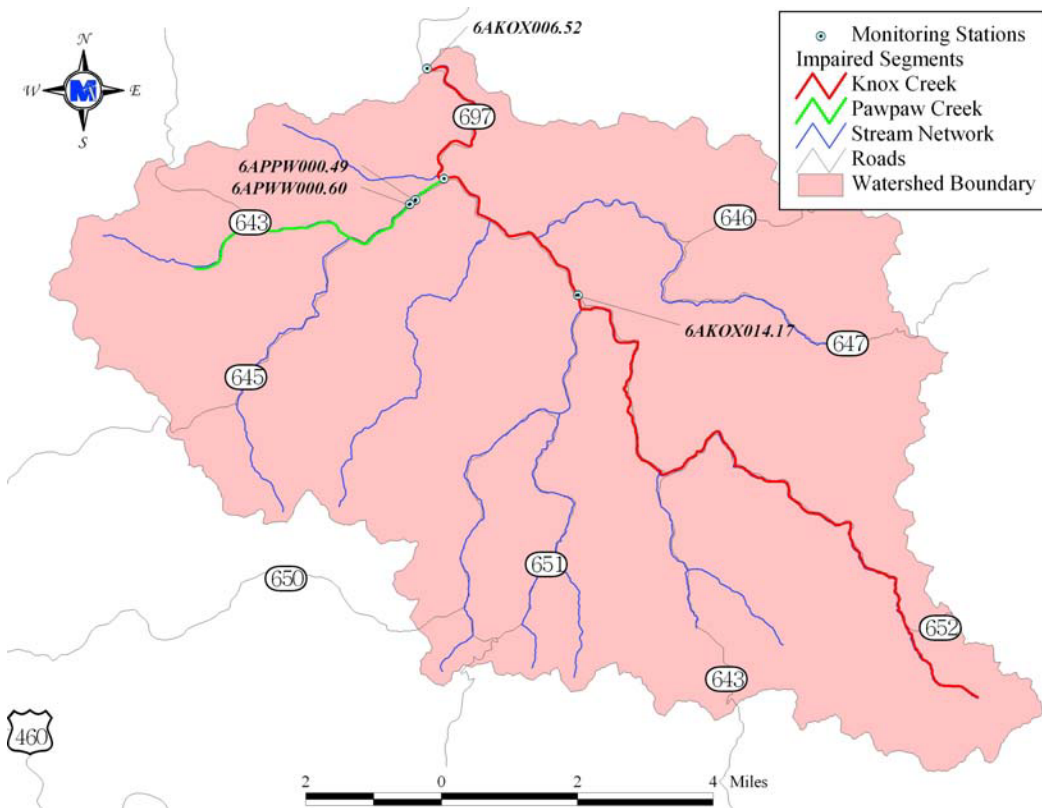 6AKOX006.52
N
W
M
E
S
Monitoring Stations
Impaired Segments
Knox Creek
Pawpaw Creek
Stream Network
Roads
Watershed Boundary
697
6APPW000.49
6APWW000.60
643
646
6AKOX014.17
647
645
651
650
652
643
460
2 0 2 4 Miles